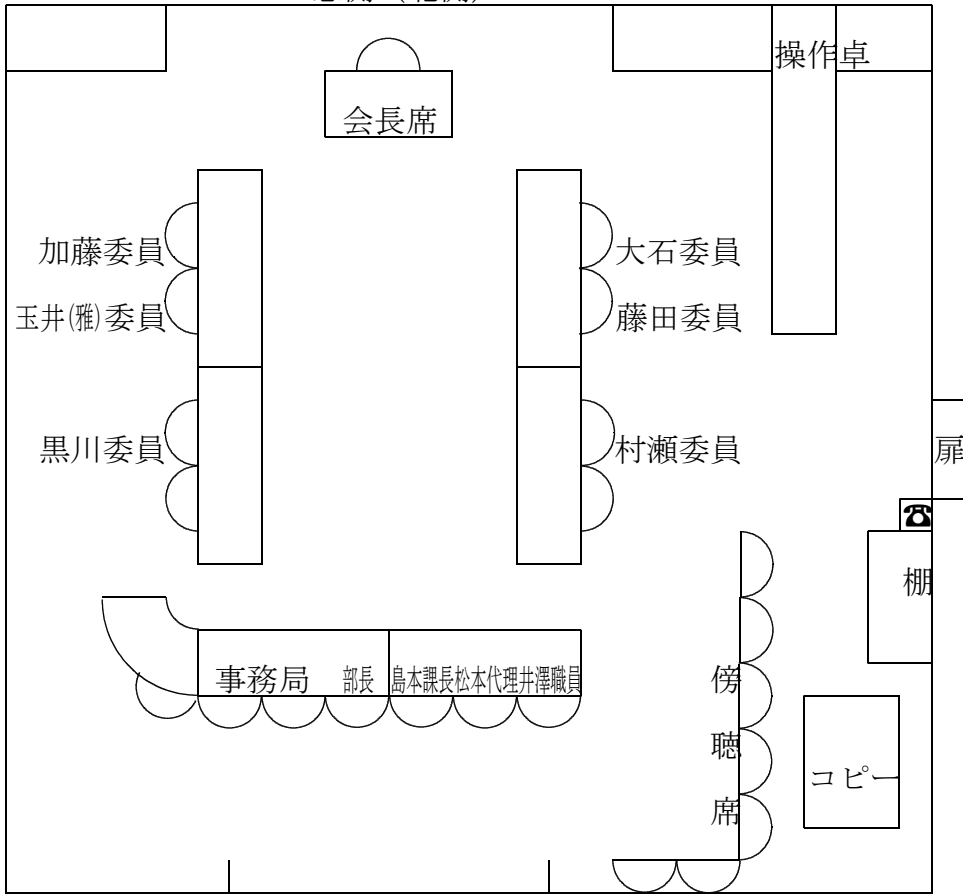 操作卓
会長席
加藤委員
大石委員
玉井(雅)委員
藤田委員
黒川委員
村瀬委員
扉
棚
事務局 部長 島本課長 松本代理 井澤職員
傍聴席
コピー